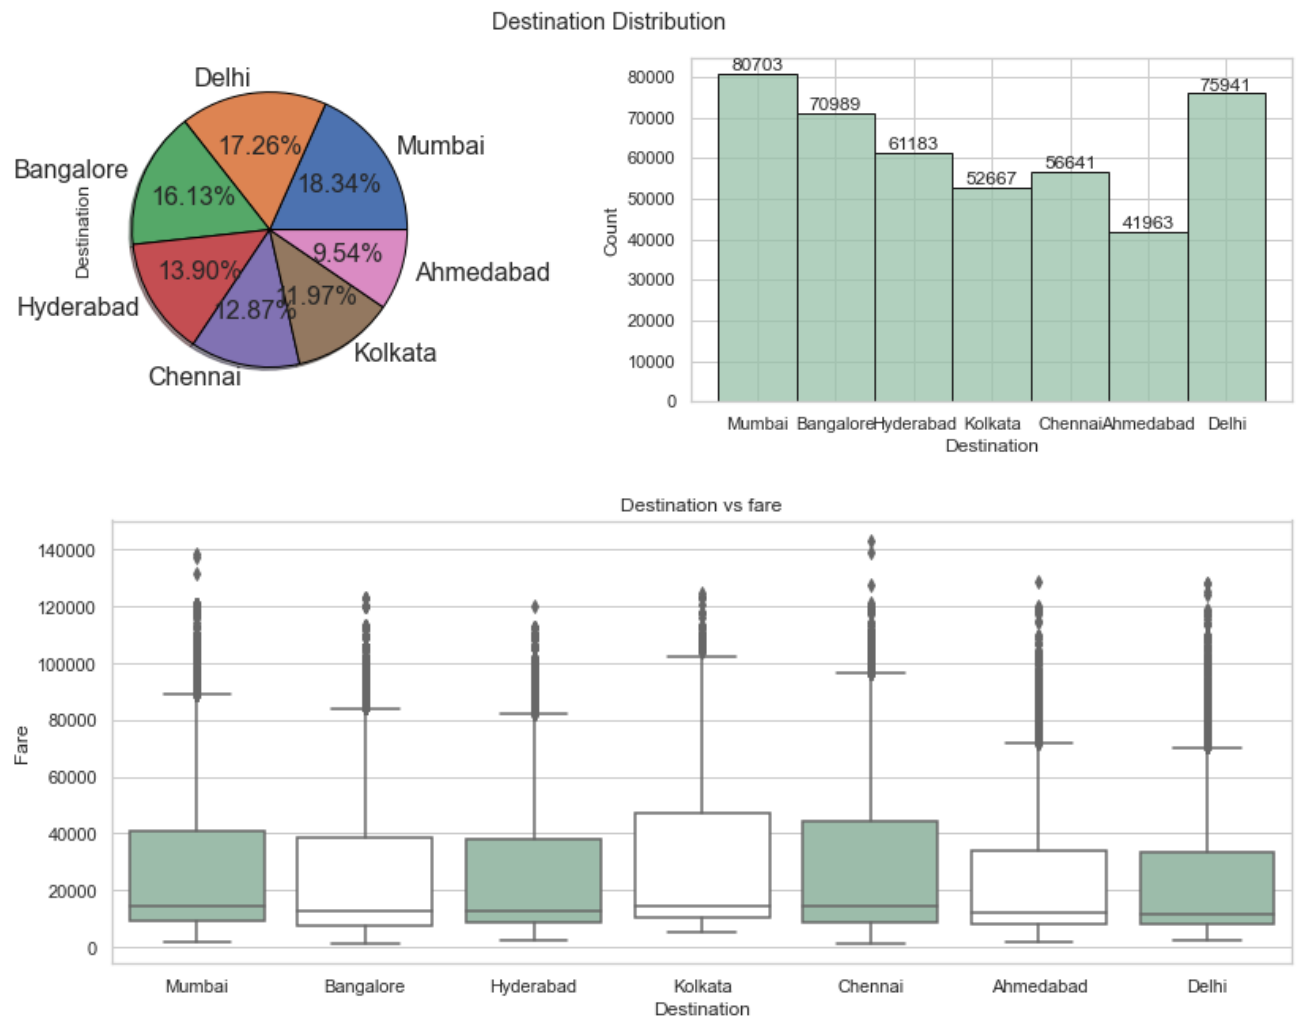 Destination Distribution
Delhi
17.26%
Mumbai
18.34%
Bangalore
16.13%
Destination
9.54%
Ahmedabad
13.90%
Hyderabad
12.87%
11.97%
Kolkata
Chennai
80000
70000
60000
50000
40000
30000
20000
10000
0
Count
80703
70989
61183
52667
56641
41963
75941
Mumbai Bangalore Hyderabad Kolkata Chennai Ahmedabad Delhi
Destination
Destination vs fare
140000
120000
100000
80000
60000
40000
20000
0
Fare
Mumbai Bangalore Hyderabad Kolkata Chennai Ahmedabad Delhi
Destination